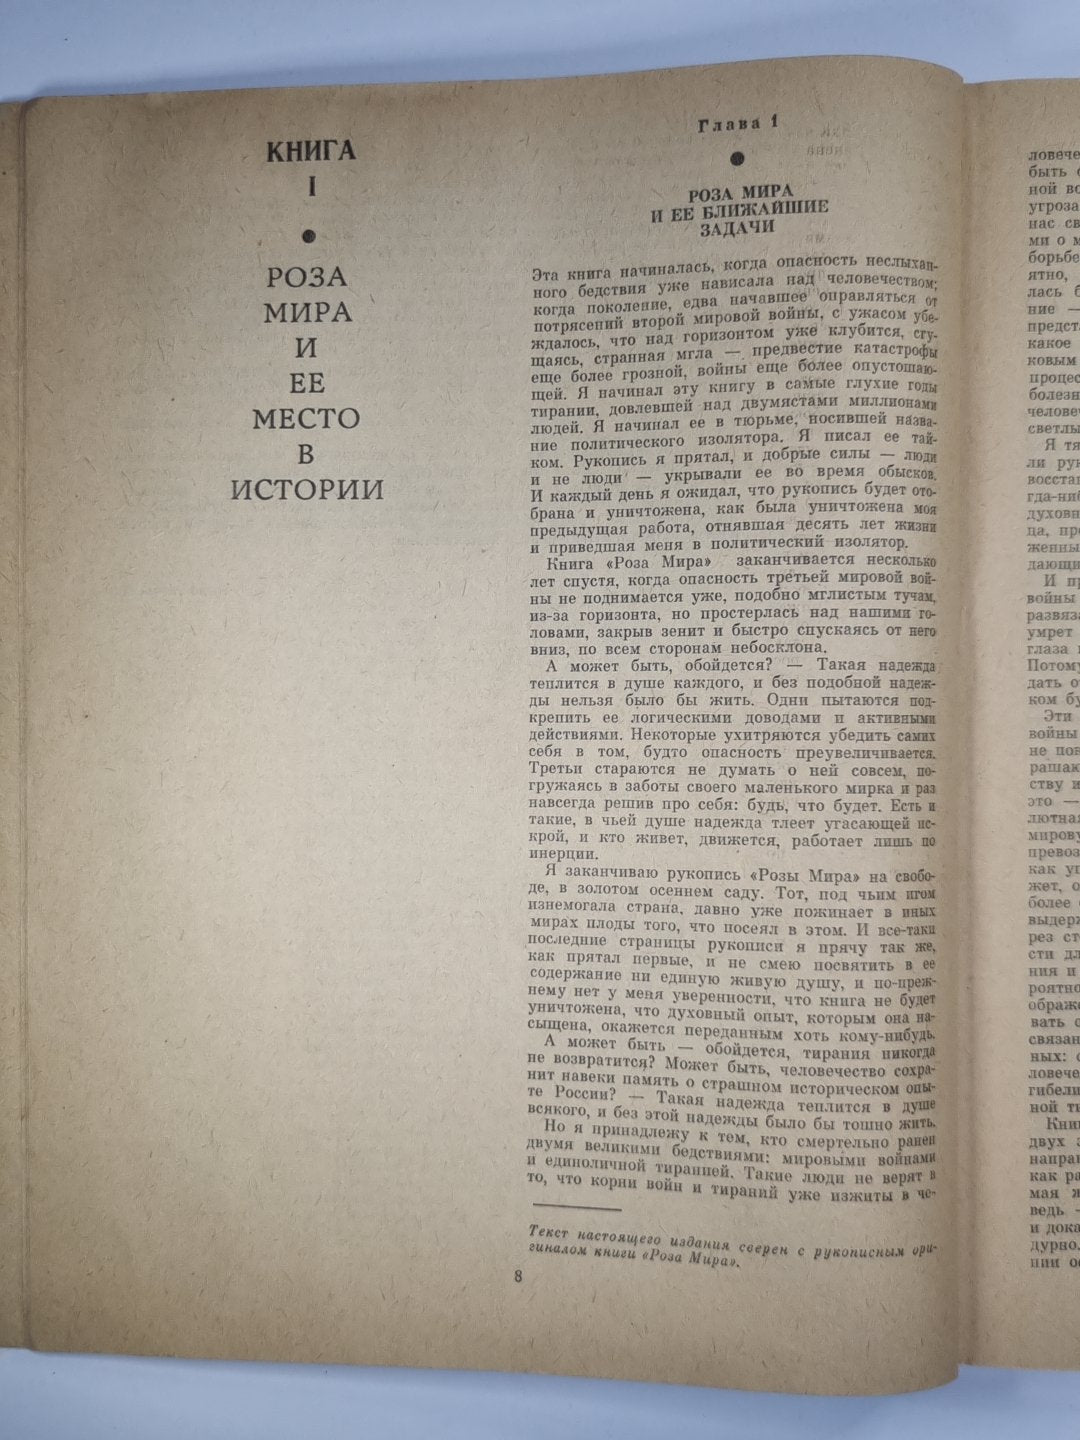 КНИГА
I
●
РОЗА
МИРА
И
ЕЕ
МЕСТО
В
ИСТОРИИ
Глава 1
●
РОЗА МИРА
И ЕЕ БЛИЖАЙШИЕ
ЗАДАЧИ
Эта книга начиналась, когда опасность неслыхан-
ного бедствия уже нависала над человечеством;
когда поколение, едва начавшее оправляться от
потрясений второй мировой войны, с ужасом убе-
ждалось, что над горизонтом уже клубится, сгу-
щаясь, странная мгла — предвестие катастрофы
еще более грозной, войны еще более опустошаю-
щей. Я начинал эту книгу в самые глухие годы
тирании, довлевшей над двумястами миллионами
людей. Я начинал ее в тюрьме, носившей назва-
ние политического изолятора. Я писал ее тай-
ком. Рукопись я прятал, и добрые силы — люди
и не люди — укрывали ее во время обысков.
И каждый день я ожидал, что рукопись будет ото-
брана и уничтожена, как была уничтожена моя
предыдущая работа, отнявшая десять лет жизни
и приведшая меня в политический изолятор.
Книга «Роза Мира» заканчивается несколько
лет спустя, когда опасность третьей мировой вой-
ны не поднимается уже, подобно мглистым тучам,
из-за горизонта, но простерлась над нашими го-
ловами, закрыв зенит и быстро спускаясь от него
вниз, по всем сторонам небосклона.
А может быть, обойдется? — Такая надежда
теплится в душе каждого, и без подобной надеж-
ды нельзя было бы жить. Одни пытаются под-
крепить ее логическими доводами и активными
действиями. Некоторые ухитряются убедить самих
себя в том, будто опасность преувеличивается.
Третьи стараются не думать о ней совсем, по-
гружаясь в заботы своего маленького мирка и раз
навсегда решив про себя: будь, что будет. Есть и
такие, в чьей душе надежда тлеет угасающей ис-
крой, и кто живет, движется, работает лишь по
инерции.
Я заканчиваю рукопись «Розы Мира» на свобо-
де, в золотом осеннем саду. Тот, под чьим игом
изнемогала страна, давно уже пожинает в иных
мирах плоды того, что посеял в этом. И все-таки
последние страницы рукописи я прячу так же,
как прятал первые, и не смею посвятить в ее
содержание ни единую живую душу, и по-преж-
нему нет у меня уверенности, что книга не будет
уничтожена, что духовный опыт, которым она на-
сыщена, окажется переданным хоть кому-нибудь.
А может быть — обойдется, тирания никогда
не возвратится? Может быть, человечество сохра-
нит навеки память о страшном историческом опы-
те России? — Такая надежда теплится в душе
всякого, и без этой надежды было бы тошно жить.
Но я принадлежу к тем, кто смертельно ранен
двумя великими бедствиями: мировыми войнами
и единоличной тиранией. Такие люди не верят в
то, что корни войн и тираний уже изжиты в че-
Текст настоящего издания сверен с рукописным ори-
гиналом книги «Роза Мира».
8